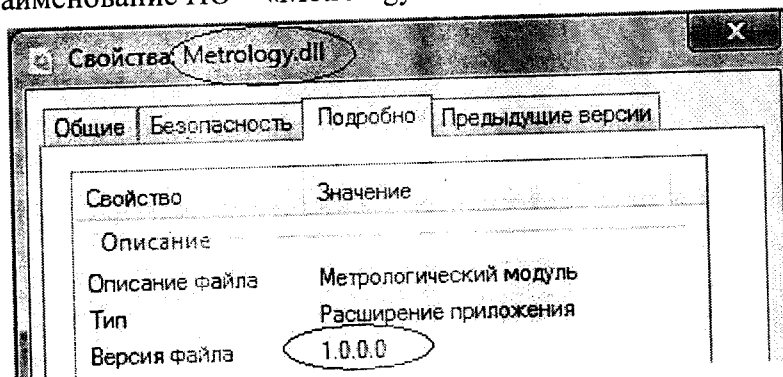 аименование ПО – «Metrology
Свойства: Metrology.dll
Общие Безопасность Подробно Предыдущие версии
Свойство Значение
Описание
Описание файла Метрологический модуль
Тип Расширение приложения
Версия файла 1.0.0.0